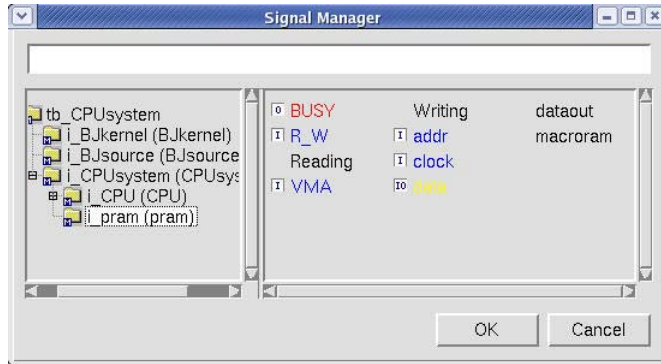 Signal Manager
tb_CPUsystem
i_BJkernel (BJkernel)
i_BJsource (BJsource
i_CPUsystem (CPUsys
i_CPU (CPU)
i_pram (pram)
O BUSY
I R_W
Reading
I VMA
Writing
I addr
I clock
IO data
dataout
macroram
OK
Cancel